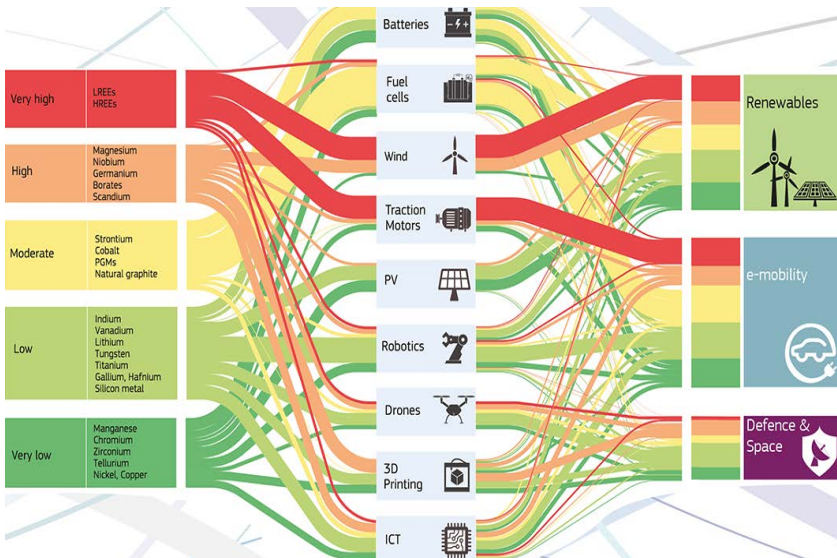 Very high
LREEs
HREEs
High
Magnesium
Niobium
Germanium
Borates
Scandium
Moderate
Strontium
Cobalt
PGMs
Natural graphite
Low
Indium
Vanadium
Lithium
Tungsten
Titanium
Gallium, Hafnium
Silicon metal
Very low
Manganese
Chromium
Zirconium
Tellurium
Nickel, Copper
Batteries
Fuel
cells
Wind
Traction
Motors
PV
Robotics
Drones
3D
Printing
ICT
Renewables
e-mobility
Defence &
Space